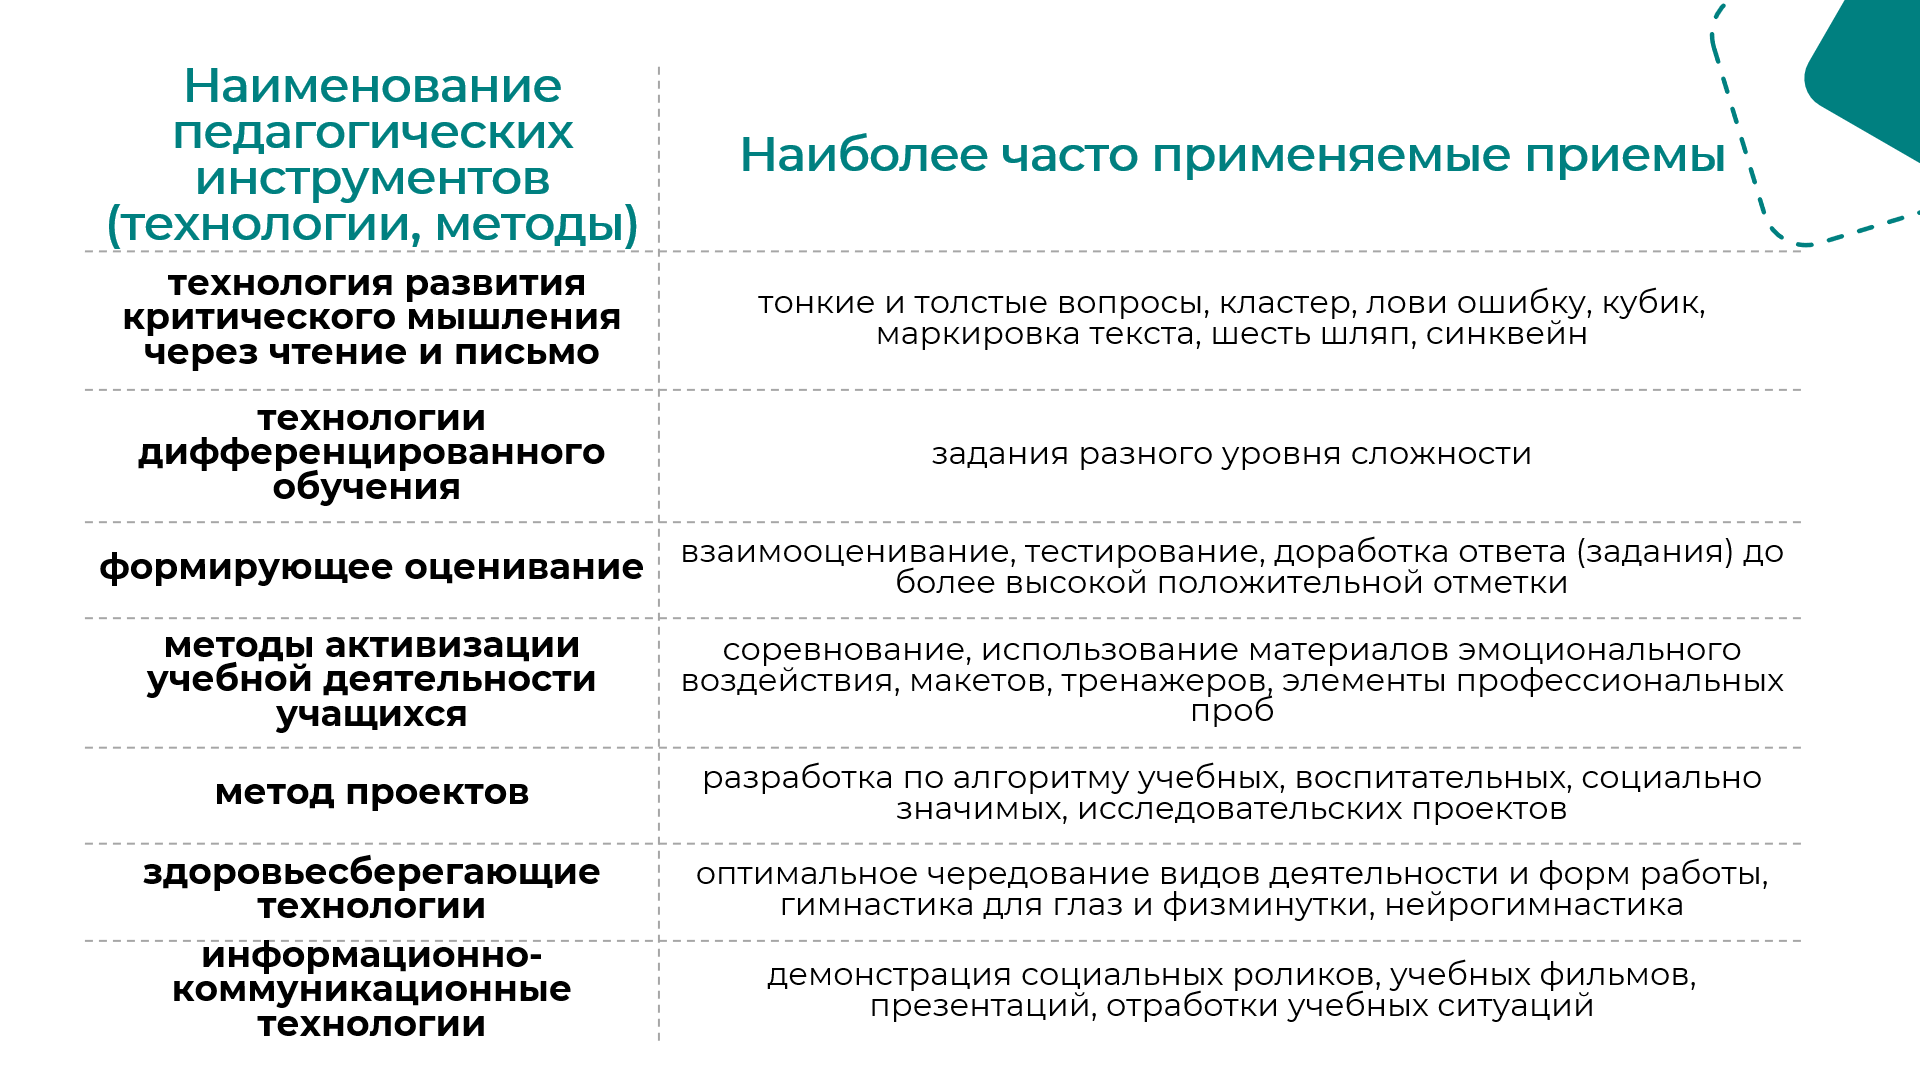 Наименование
педагогических
инструментов
(технологии, методы)
Наиболее часто применяемые приемы
технология развития
критического мышления
через чтение и письмо
тонкие и толстые вопросы, кластер, лови ошибку, кубик,
маркировка текста, шесть шляп, синквейн
технологии
дифференцированного
обучения
задания разного уровня сложности
формирующее оценивание
взаимооценивание, тестирование, доработка ответа (задания) до
более высокой положительной отметки
методы активизации
учебной деятельности
учащихся
соревнование, использование материалов эмоционального
воздействия, макетов, тренажеров, элементы профессиональных
проб
метод проектов
разработка по алгоритму учебных, воспитательных, социально
значимых, исследовательских проектов
здоровьесберегающие
технологии
оптимальное чередование видов деятельности и форм работы,
гимнастика для глаз и физминутки, нейрогимнастика
информационно-
коммуникационные
технологии
демонстрация социальных роликов, учебных фильмов,
презентаций, отработки учебных ситуаций